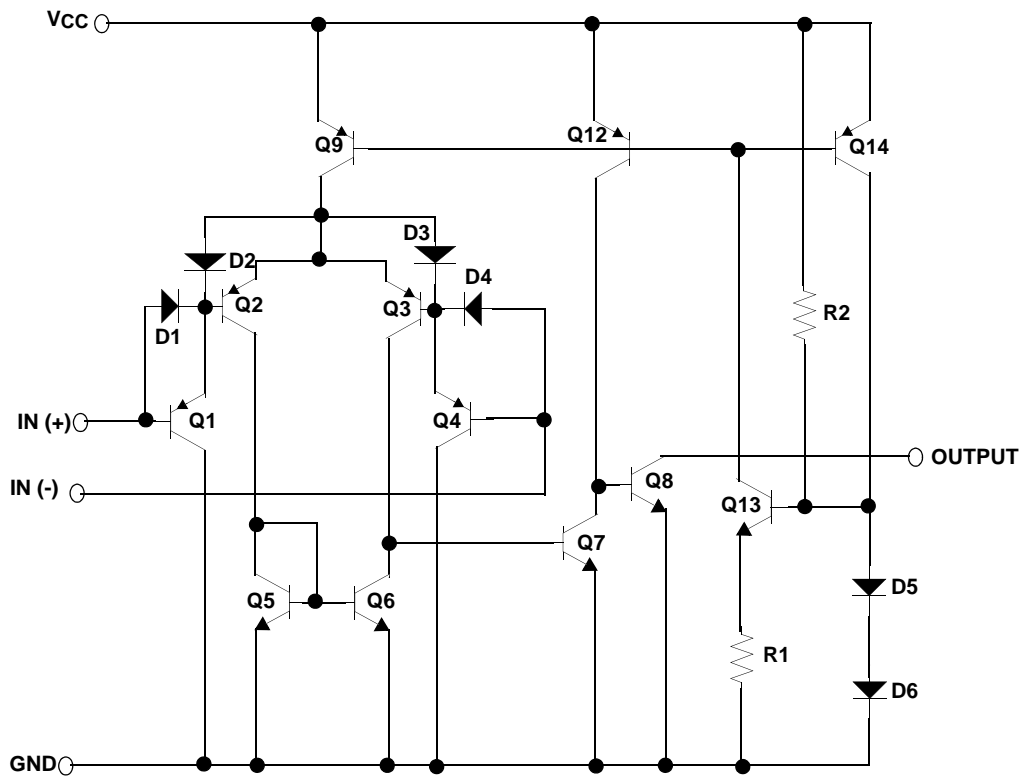 VCC
Q9
Q12
Q14
D3
D2
D4
Q2
Q3
D1
R2
IN (+)
Q1
Q4
OUTPUT
IN (-)
Q8
Q13
Q7
Q5
Q6
D5
R1
D6
GND